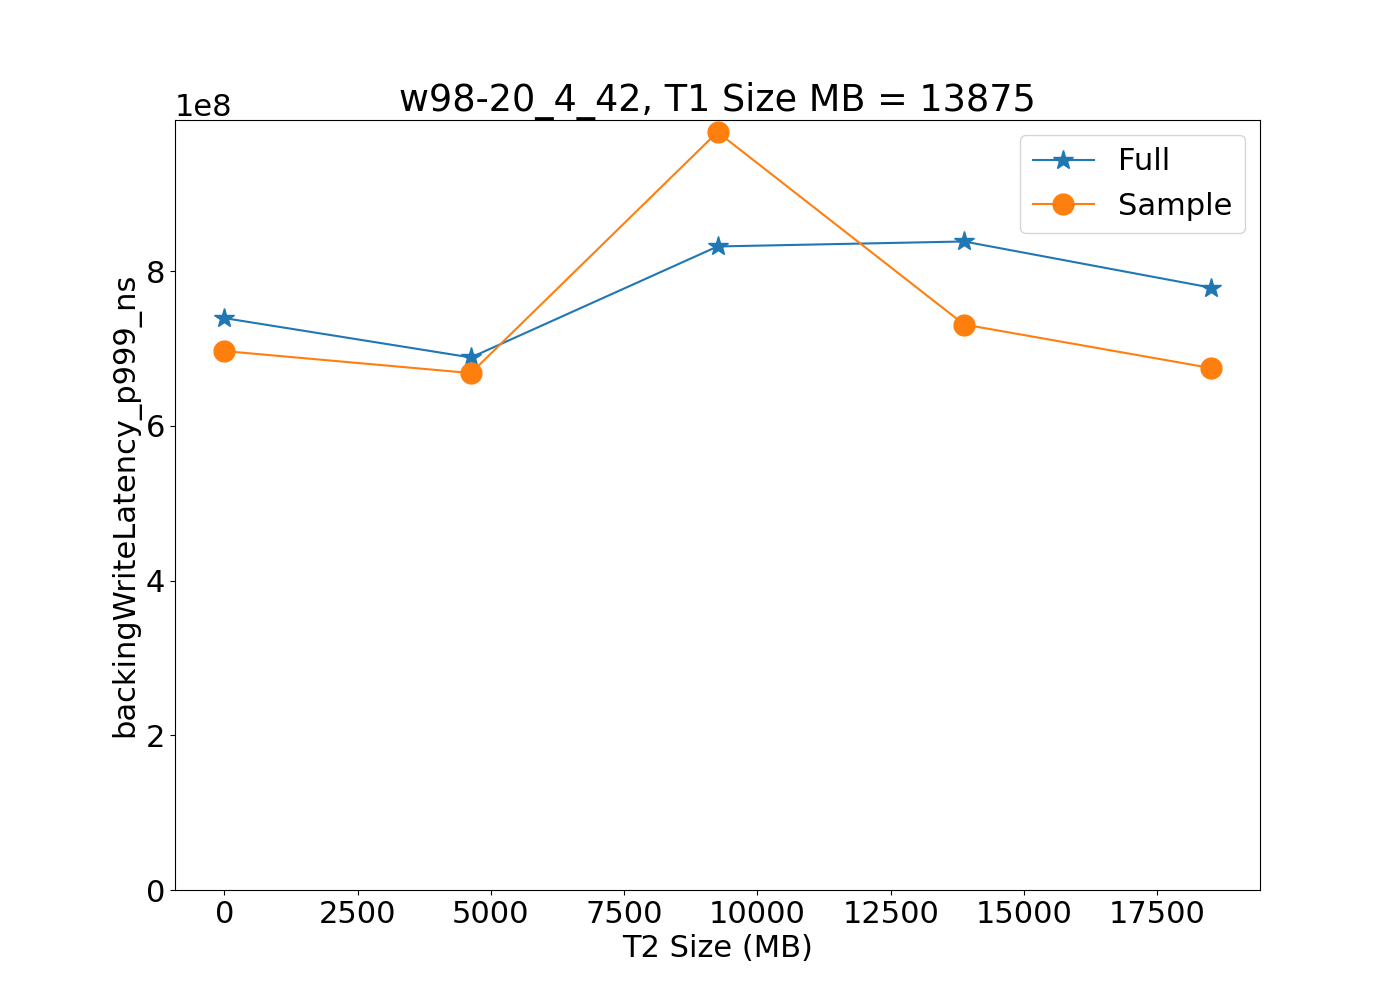 1e8
w98-20_4_42, T1 Size MB = 13875
Full
Sample
backingWriteLatency_p999_ns
8
6
4
2
0
0 2500 5000 7500 10000 12500 15000 17500
T2 Size (MB)